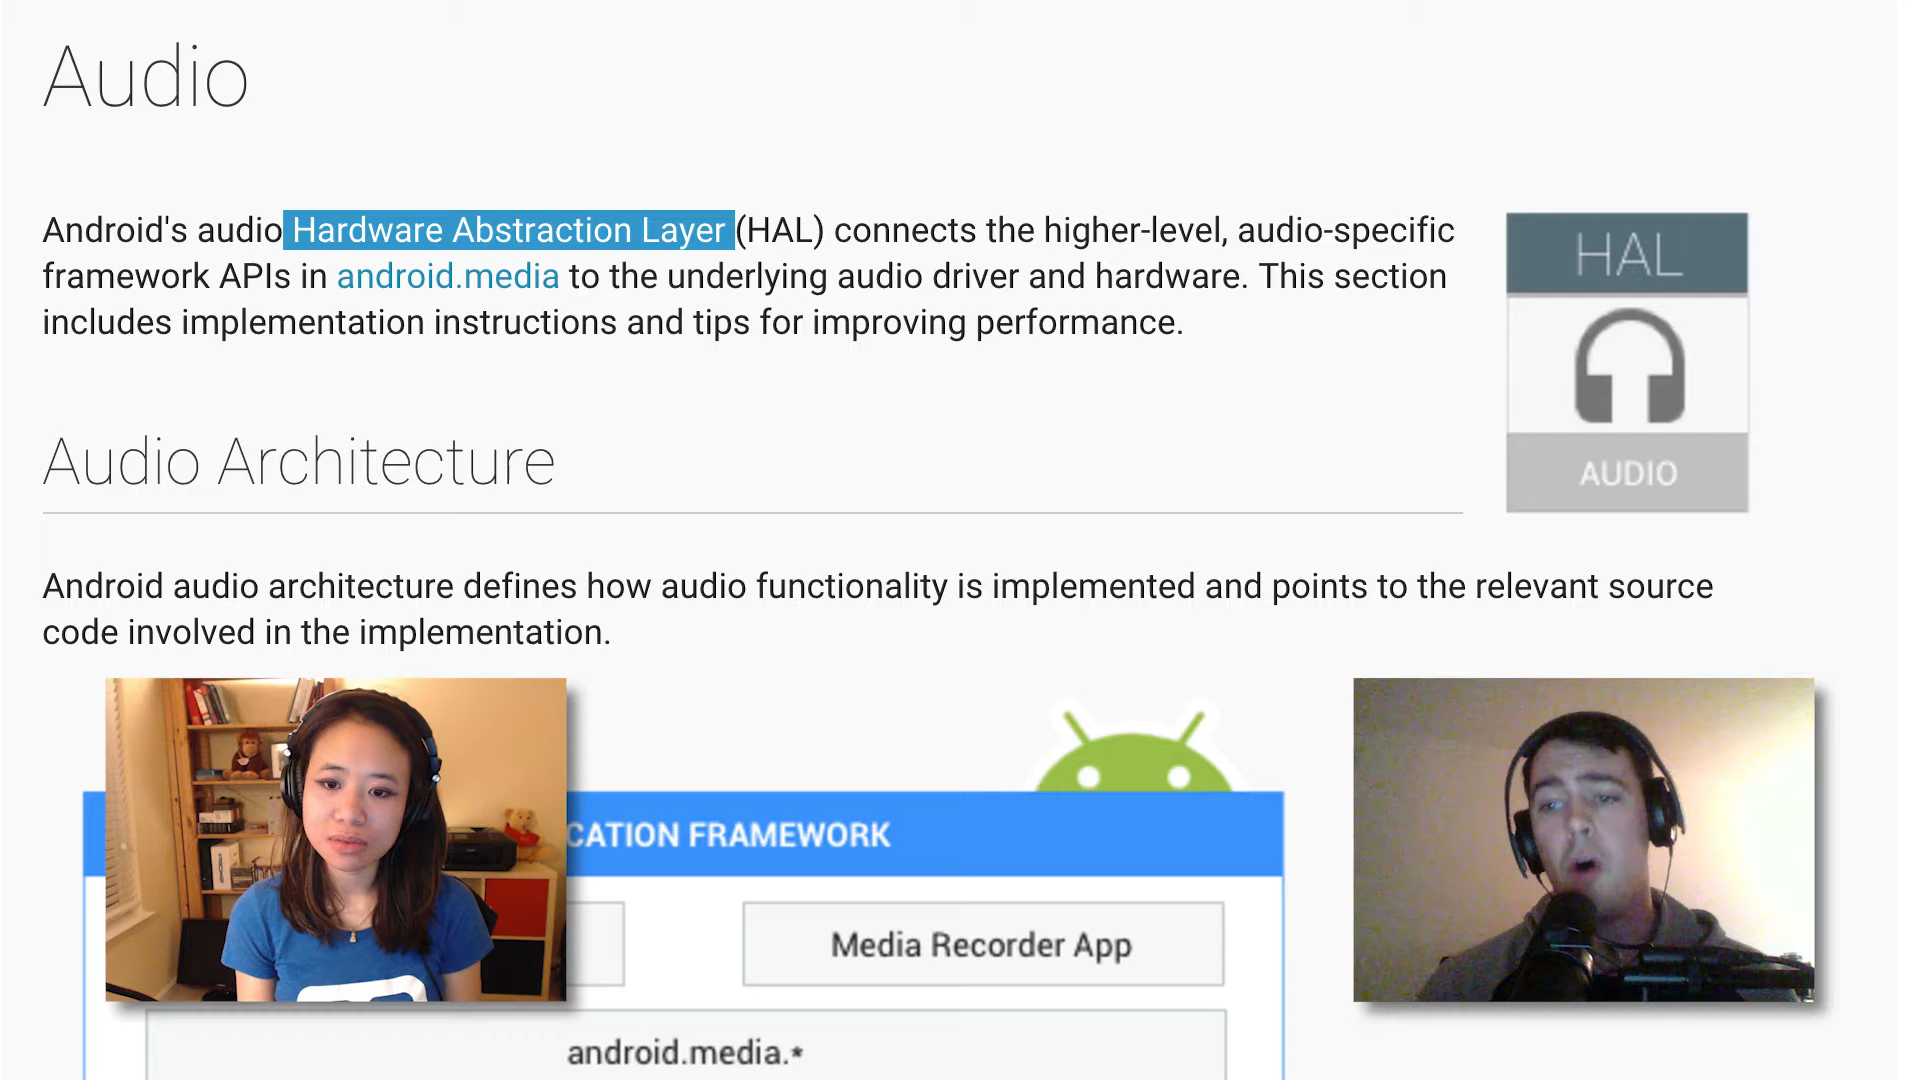 Audio
Android's audio Hardware Abstraction Layer (HAL) connects the higher-level, audio-specific
framework APIs in android.media to the underlying audio driver and hardware. This section
includes implementation instructions and tips for improving performance.
HAL
AUDIO
Audio Architecture
Android audio architecture defines how audio functionality is implemented and points to the relevant source
code involved in the implementation.
CATION FRAMEWORK
Media Recorder App
android.media.*